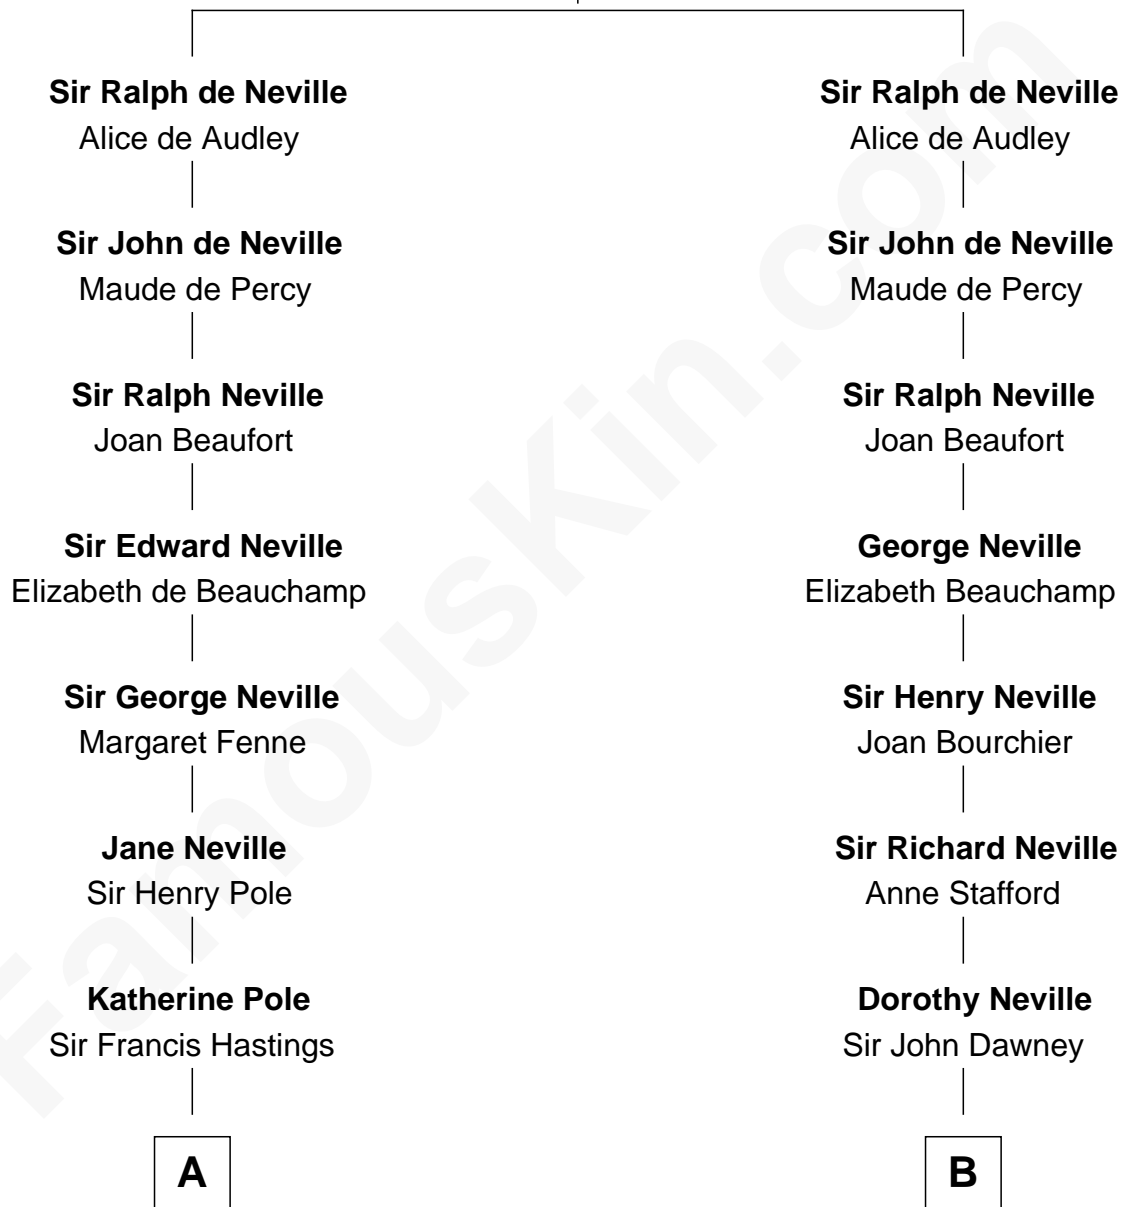 Sir Ralph de Neville
Alice de Audley
Sir John de Neville
Maude de Percy
Sir Ralph Neville
Joan Beaufort
Sir Edward Neville
Elizabeth de Beauchamp
Sir George Neville
Margaret Fenne
Jane Neville
Sir Henry Pole
Katherine Pole
Sir Francis Hastings
A
Sir Ralph de Neville
Alice de Audley
Sir John de Neville
Maude de Percy
Sir Ralph Neville
Joan Beaufort
George Neville
Elizabeth Beauchamp
Sir Henry Neville
Joan Bourchier
Sir Richard Neville
Anne Stafford
Dorothy Neville
Sir John Dawney
B
FamousKin.com